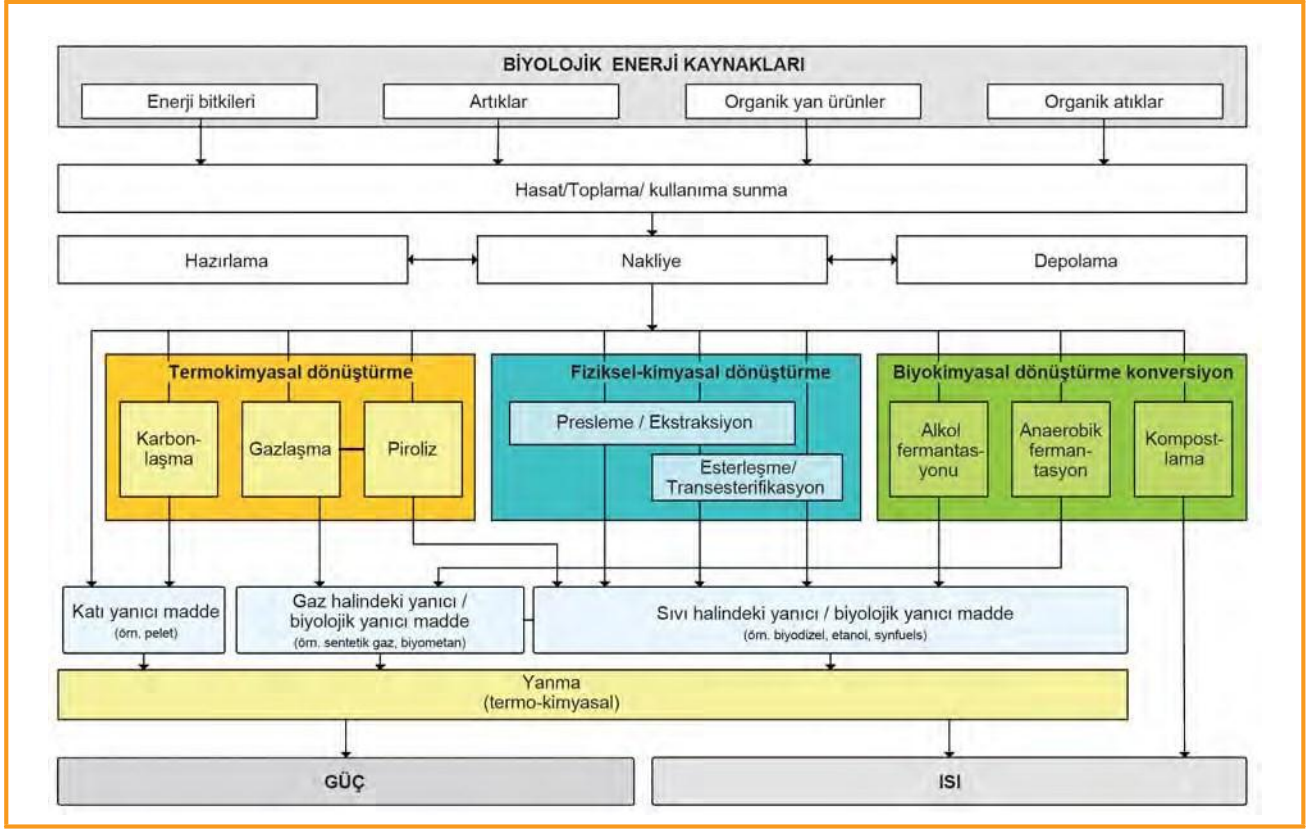 BİYOLOJİK ENERJİ KAYNAKLARI
Enerji bitkileri
Artıklar
Organik yan ürünler
Organik atıklar
Hasat/Toplama/ kullanıma sunma
Hazırlama
Nakliye
Depolama
Termokimyasal dönüştürme
Karbon-
laşma
Gazlaşma
Piroliz
Fiziksel-kimyasal dönüştürme
Presleme / Ekstraksiyon
Esterleşme/
Transesterifikasyon
Biyokimyasal dönüştürme konversiyon
Alkol
fermantas-
yonu
Anaerobik
ferman-
tasyon
Kompost-
lama
Katı yanıcı madde
(örn. pelet)
Gaz halindeki yanıcı /
biyolojik yanıcı madde
(örn. sentetik gaz, biyometan)
Sıvı halindeki yanıcı / biyolojik yanıcı madde
(örn. biyodizel, etanol, synfuels)
Yanma
(termo-kimyasal)
GÜÇ
ISI